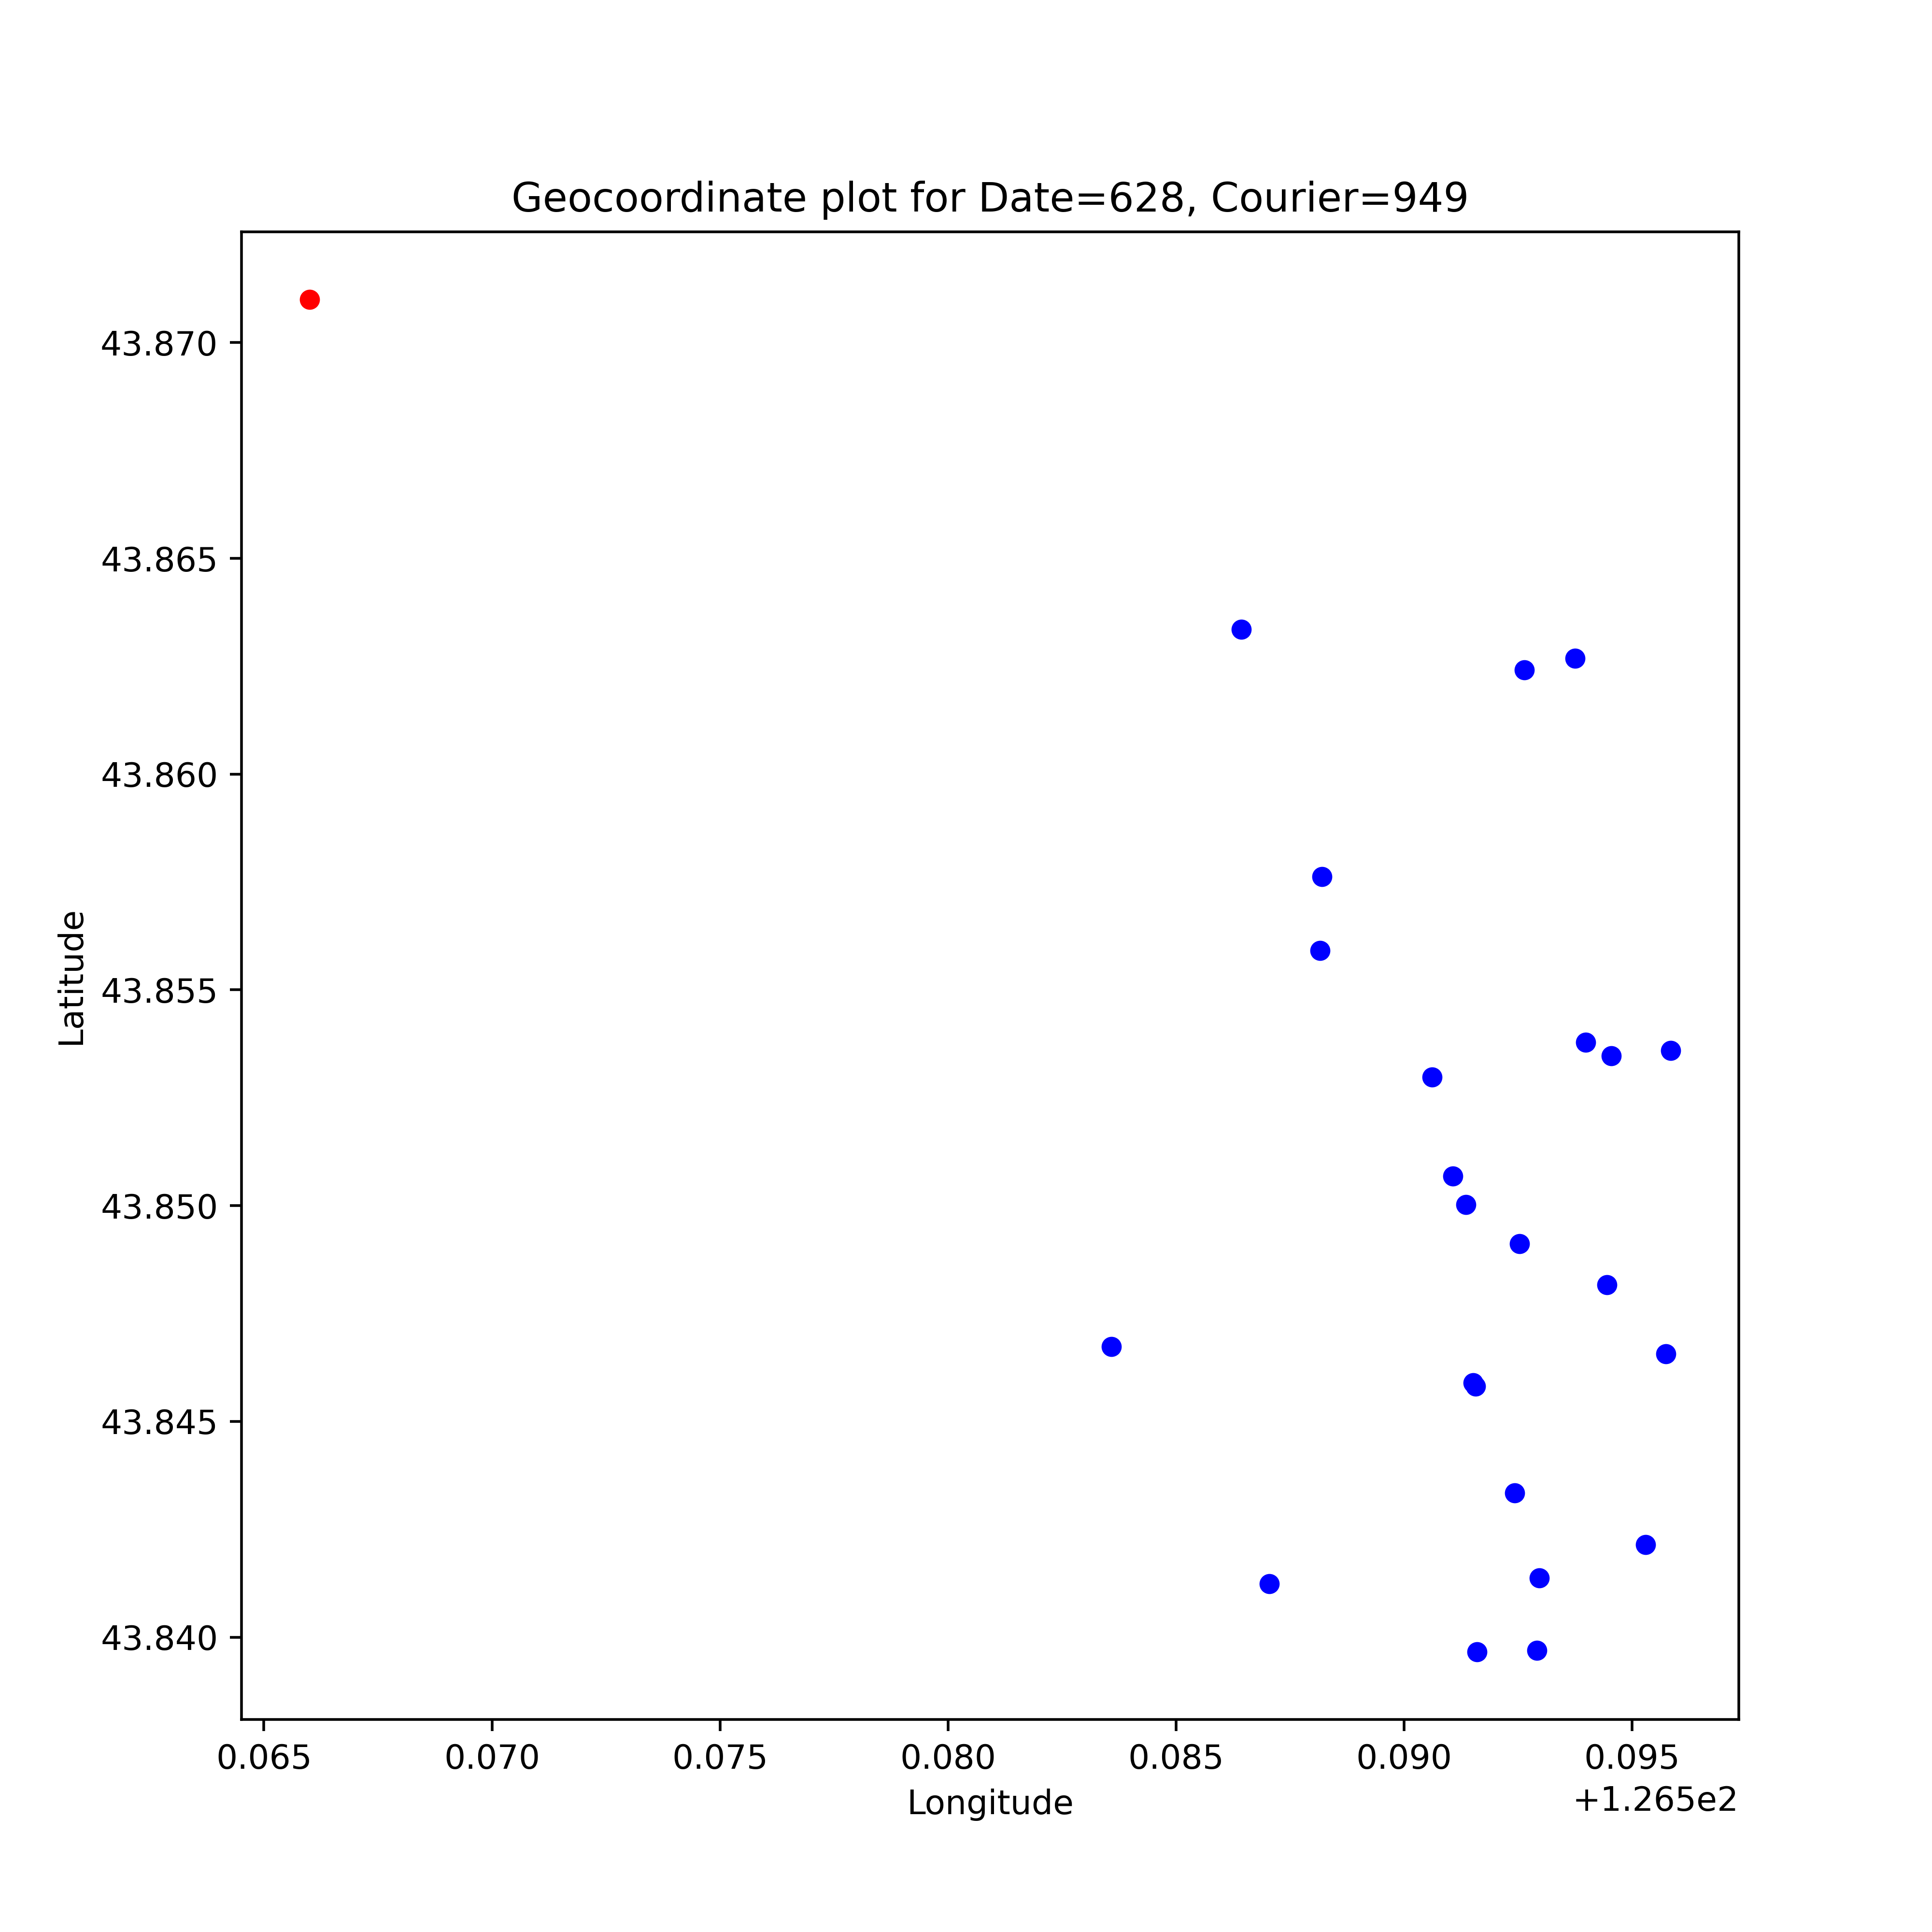 Geocoordinate plot for Date=628, Courier=949
43.870
43.865
43.860
43.855
43.850
43.845
43.840
Latitude
0.065 0.070 0.075 0.080 0.085 0.090 0.095
+1.265e2
Longitude